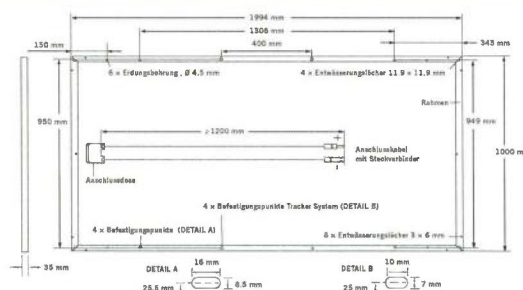 1994 mm
1306 mm
400 mm
343 mm
150 mm
6 × Erdungsbohrung , Ø 4.5 mm
4 × Entwässerungslöcher 11.9 × 11.9 mm
Rahmen
950 mm
949 mm
1000 mm
≥ 1200 mm
+
Anschlusskabel
mit Steckverbinder
Anschlussdose
4 × Befestigungspunkte Tracker System (DETAIL B)
4 × Befestigungspunkte (DETAIL A)
8 × Entwässerungslöcher 3 × 6 mm
35 mm
DETAIL A
16 mm
8.5 mm
25.5 mm
DETAIL B
10 mm
7 mm
25 mm